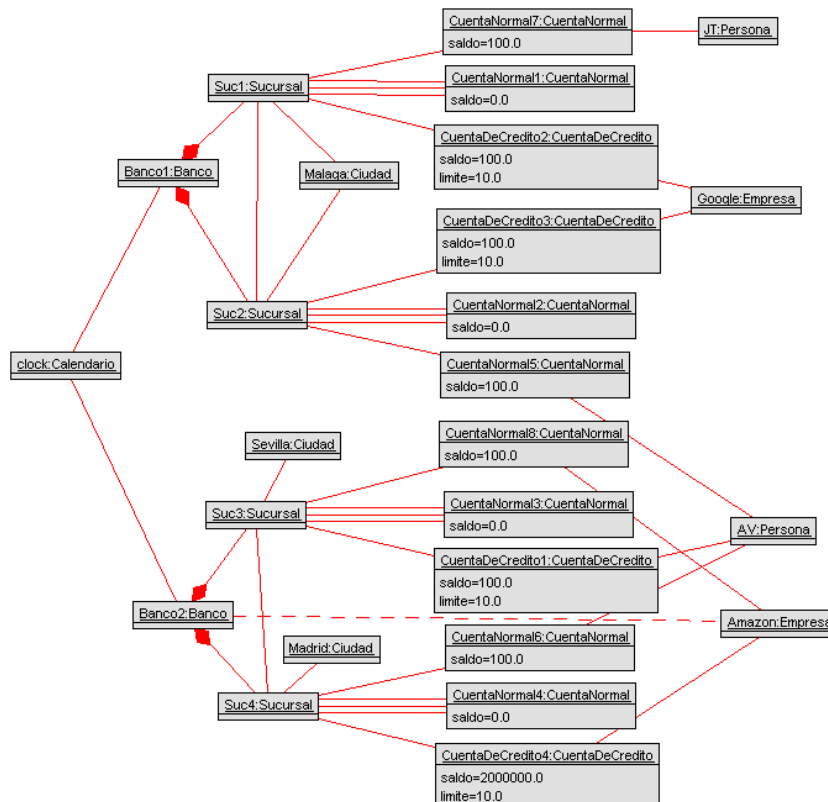 CuentaNormal7:CuentaNormal
saldo=100.0
JT:Persona
Suc1:Sucursal
CuentaNormal1:CuentaNormal
saldo=0.0
CuentaDeCredito2:CuentaDeCredito
saldo=100.0
limite=10.0
Banco1:Banco
Malaga:Ciudad
Google:Empresa
CuentaDeCredito3:CuentaDeCredito
saldo=100.0
limite=10.0
Suc2:Sucursal
CuentaNormal2:CuentaNormal
saldo=0.0
clock:Calendario
CuentaNormal5:CuentaNormal
saldo=100.0
Sevilla:Ciudad
CuentaNormal8:CuentaNormal
saldo=100.0
Suc3:Sucursal
CuentaNormal3:CuentaNormal
saldo=0.0
AV:Persona
CuentaDeCredito1:CuentaDeCredito
saldo=100.0
limite=10.0
Banco2:Banco
Amazon:Empresa
Madrid:Ciudad
CuentaNormal6:CuentaNormal
saldo=100.0
Suc4:Sucursal
CuentaNormal4:CuentaNormal
saldo=0.0
CuentaDeCredito4:CuentaDeCredito
saldo=2000000.0
limite=10.0